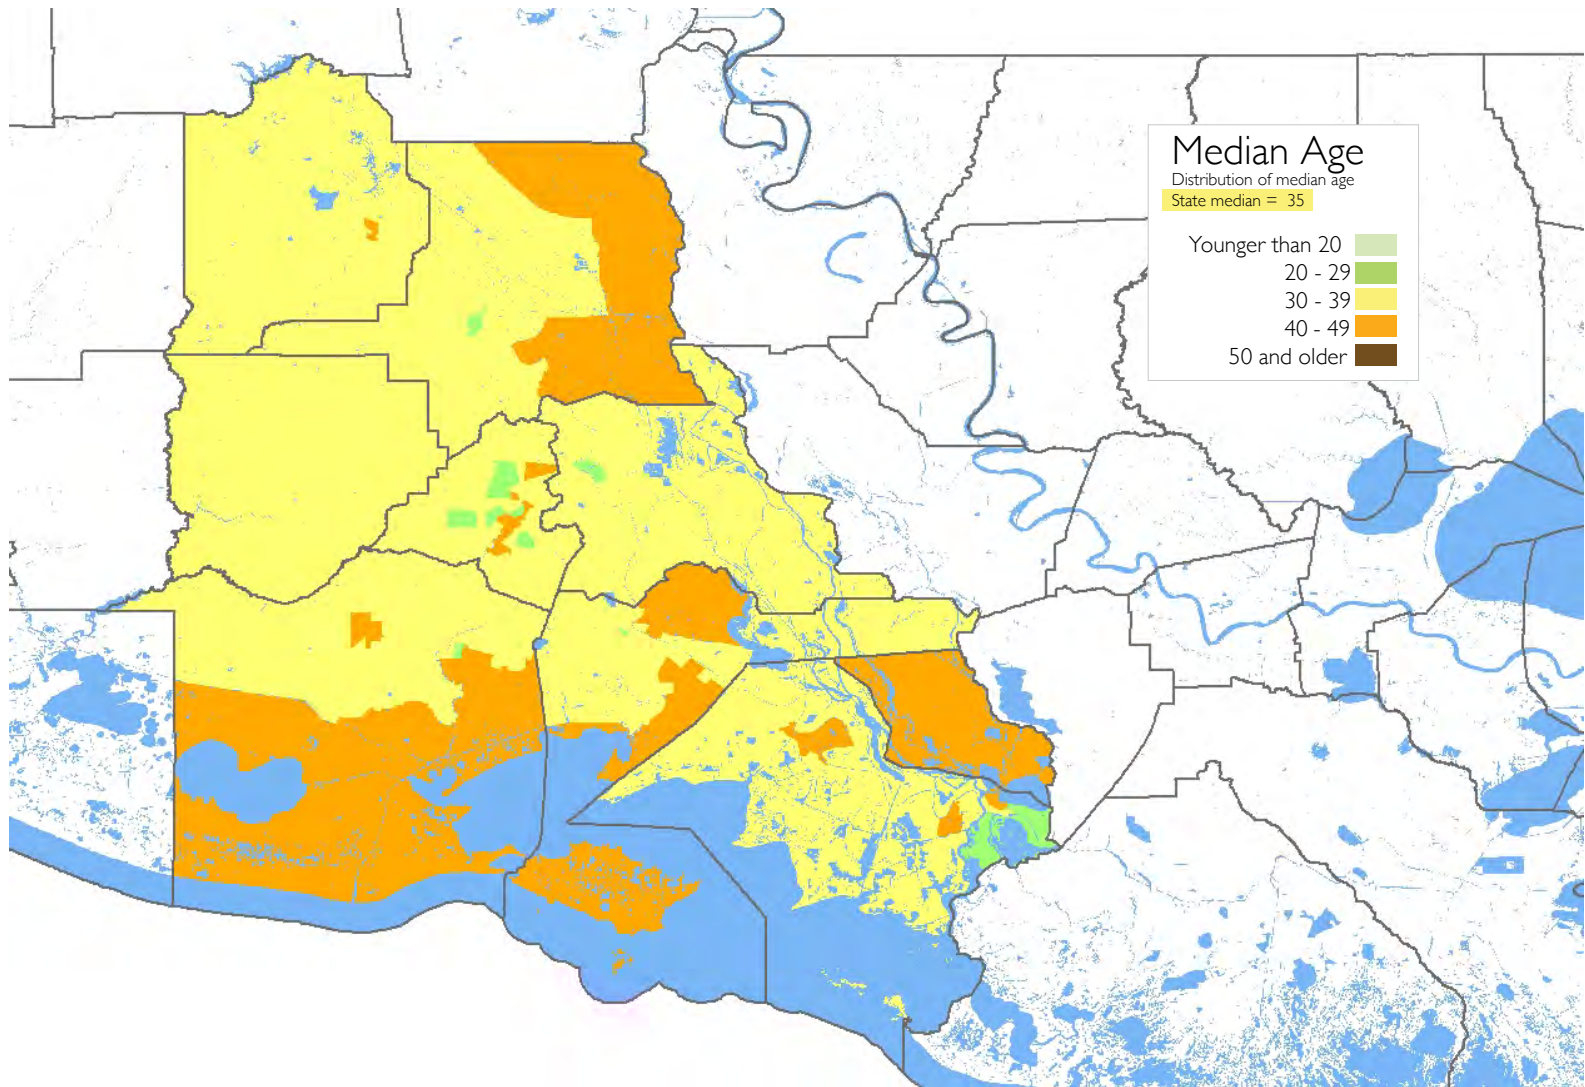 Median Age
Distribution of median age
State median = 35
Younger than 20
20 - 29
30 - 39
40 - 49
50 and older